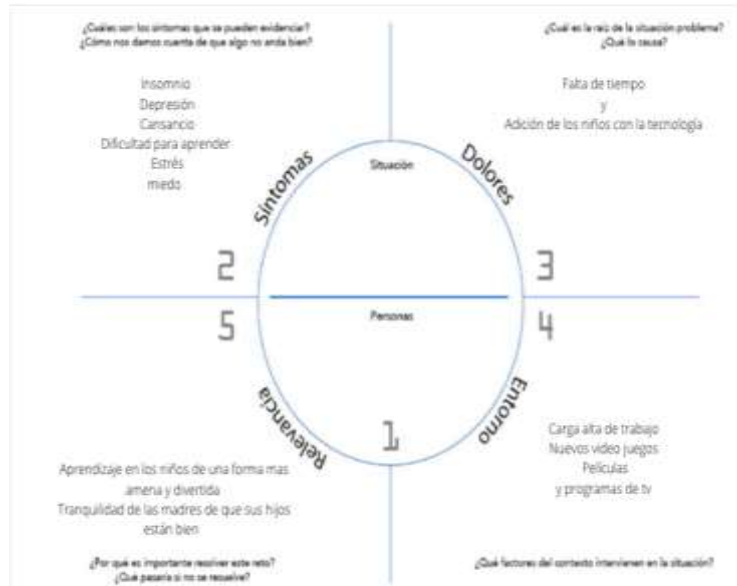 ¿Cuáles son los síntomas que se pueden evidenciar?
¿Cómo nos damos cuenta de que algo no anda bien?
Insomnio
Depresión
Cansancio
Dificultad para aprender
Estrés
miedo
Síntomas
2
¿Cuál es la raíz de la situación problema?
¿Qué la causa?
Falta de tiempo
y
Adición de los niños con la tecnología
Dolores
3
Situación
Personas
1
5
Relevancia
Aprendizaje en los niños de una forma mas
amena y divertida
Tranquilidad de las madres de que sus hijos
están bien
¿Por qué es importante resolver este reto?
¿Qué pasaría si no se resuelve?
4
Entorno
Carga alta de trabajo
Nuevos video juegos
Películas
y programas de tv
¿Qué factores del contexto intervienen en la situación?